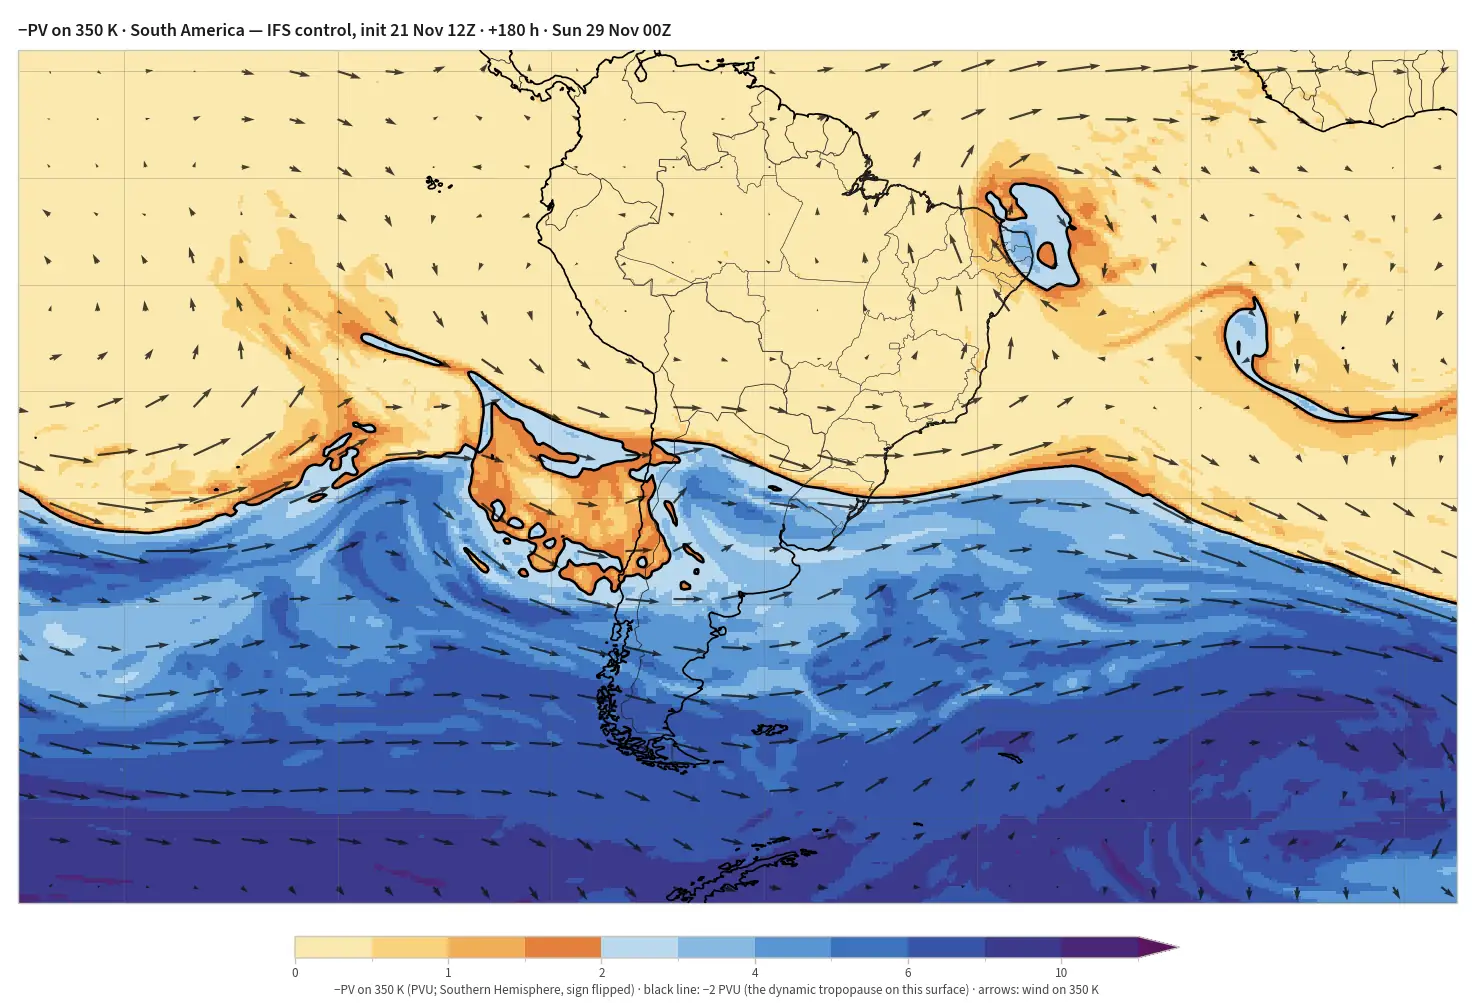 −PV on 350 K · South America — IFS control, init 21 Nov 12Z · +180 h · Sun 29 Nov 00Z
0 1 2 4 6 10
−PV on 350 K (PVU; Southern Hemisphere, sign flipped) · black line: −2 PVU (the dynamic tropopause on this surface) · arrows: wind on 350 K